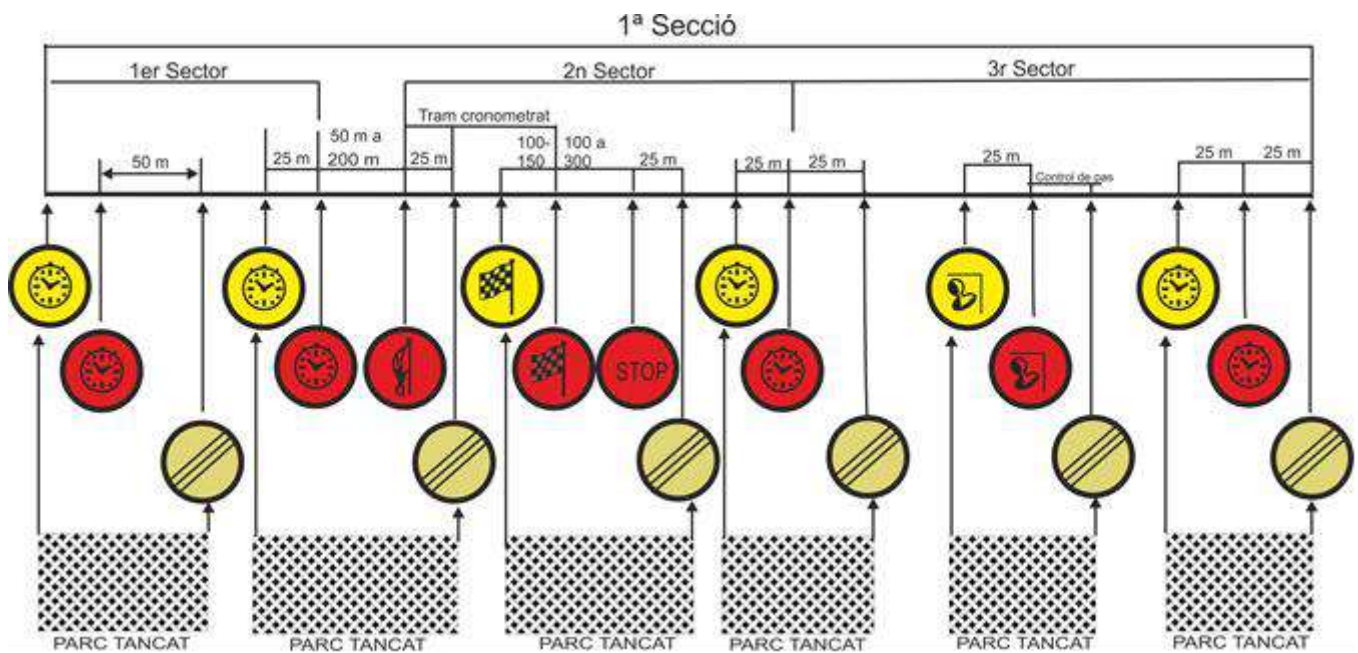 1ª Secció
1er Sector
2n Sector
3r Sector
Tram cronometrat
50 m
25 m
50 m a
200 m
25 m
100-
150
100 a
300
25 m
25 m
25 m
25 m
Control de pas
25 m
25 m
STOP
PARC TANCAT
PARC TANCAT
PARC TANCAT
PARC TANCAT
PARC TANCAT
PARC TANCAT